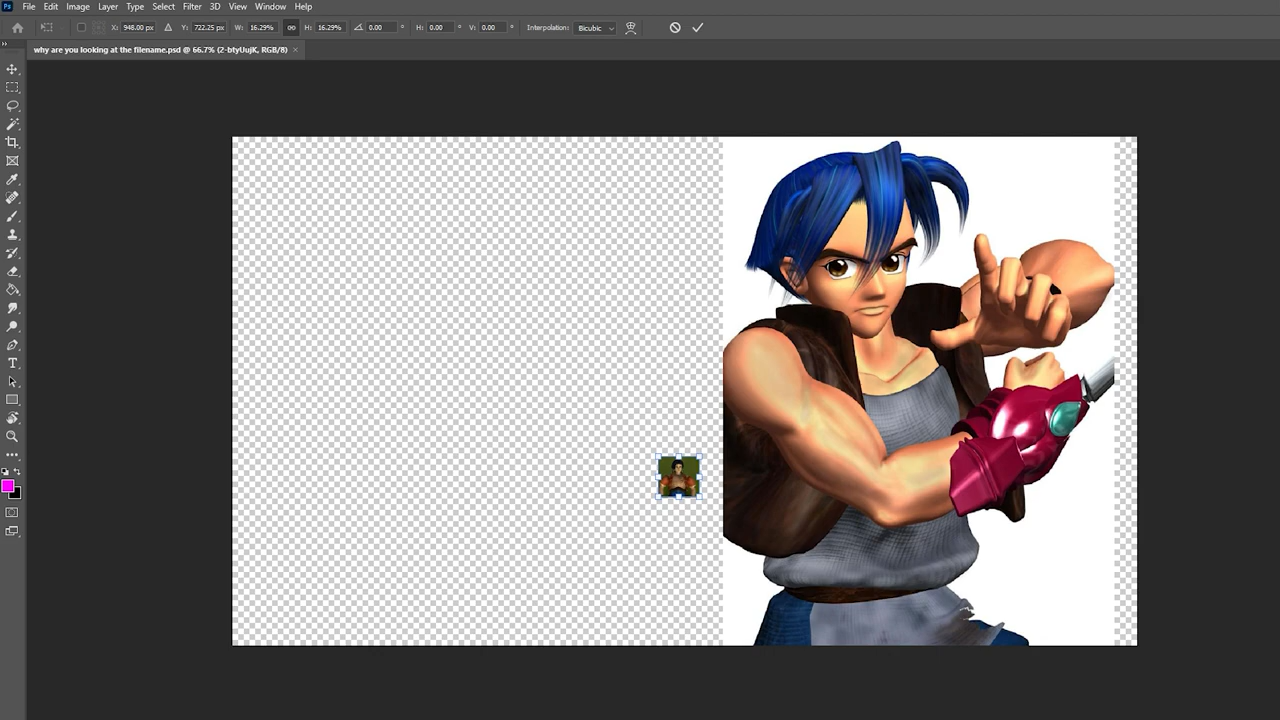 Ps File Edit Image Layer Type Select Filter 3D View Window Help
X: 948.00 px Y: 722.25 px W: 16.29% H: 16.29% 0.00 ° H: 0.00 ° V: 0.00 ° Interpolation: Bicubic
why are you looking at the filename.psd @ 66.7% (2-btyUujK, RGB/8) ×
T